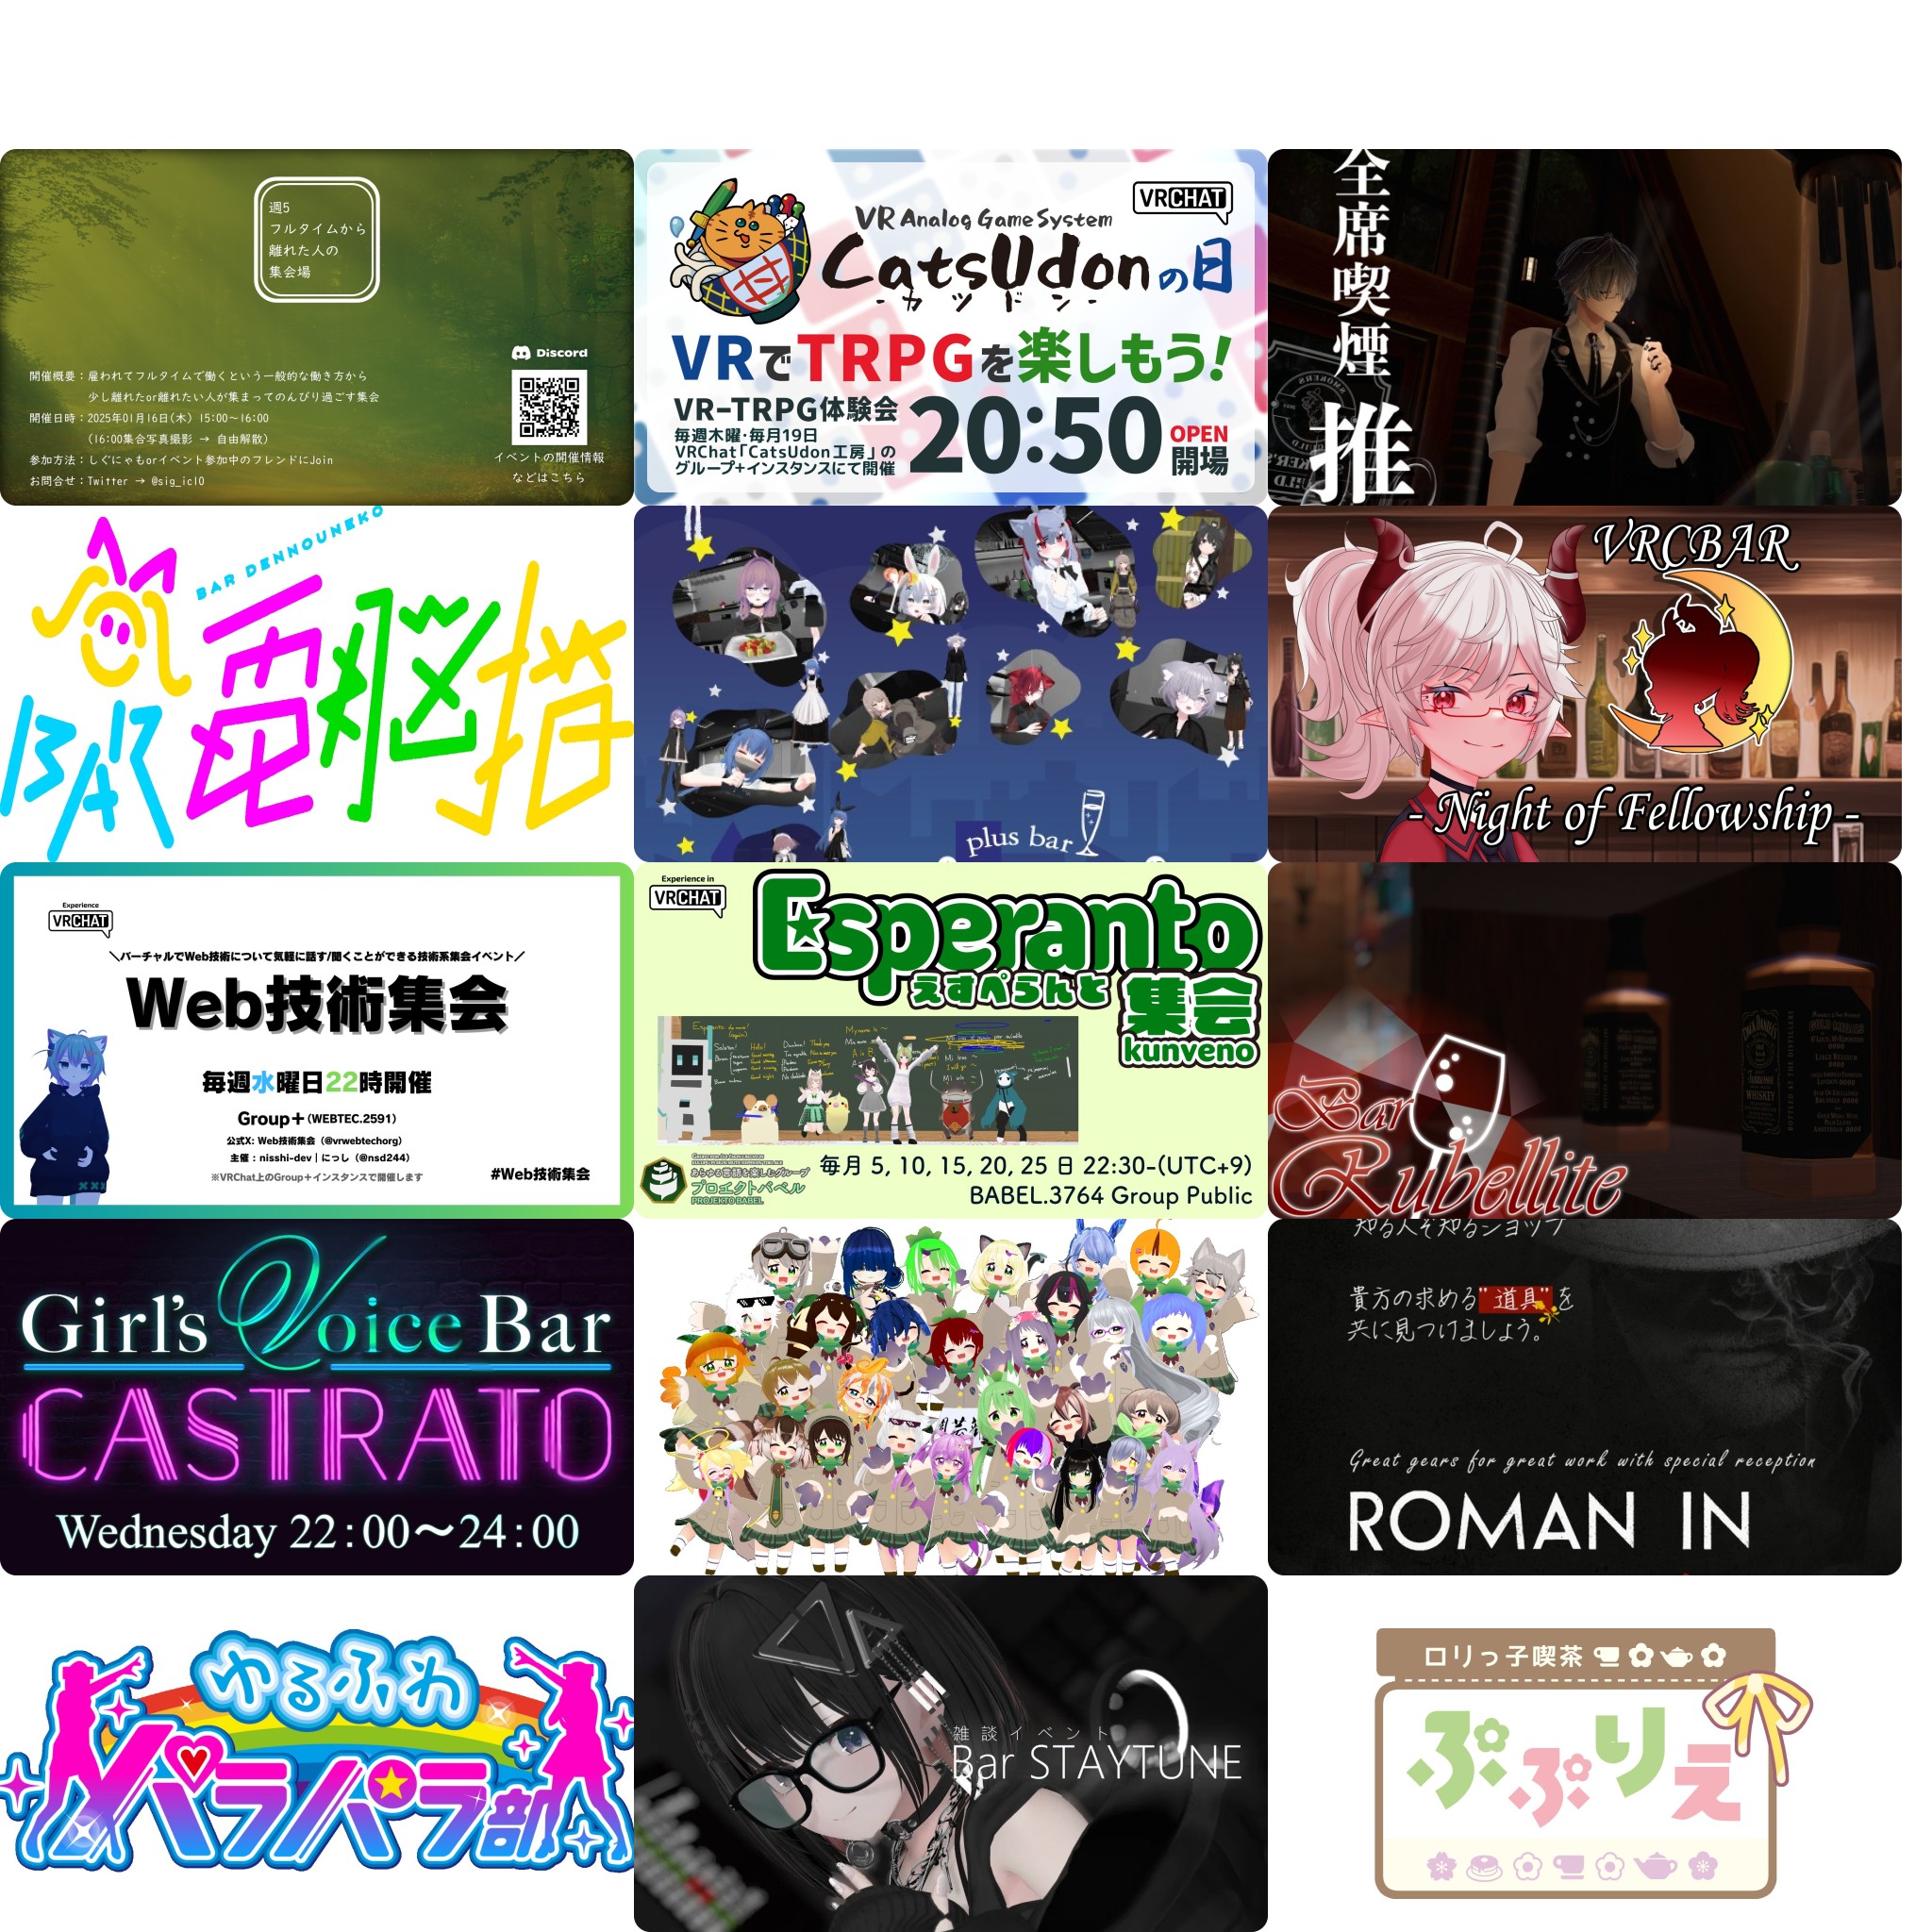 週5
フルタイムから
離れた人の
集会場
Discord
開催概要：雇われてフルタイムで働くという一般的な働き方から
少し離れたor離れたい人が集まってのんびり過ごす集会
開催日時：2025年01月16日(木) 15:00～16:00
(16:00集合写真撮影 → 自由解散)
参加方法：しぐにゃもorイベント参加中のフレンドにJoin
お問合せ：Twitter → @sig_icl0
イベントの開催情報
などはこちら
VRCHAT
VR Analog Game System
CatsUdonの日
-カツドン-
VRでTRPGを楽しもう!
VR-TRPG体験会
毎週木曜・毎月19日
VRChat「CatsUdon工房」の
グループ+インスタンスにて開催
20:50
OPEN
開場
全席喫煙
推
BAR DENNOUNEKO
BAR 電脳猫
plus bar
VRCBAR
- Night of Fellowship -
Experience
VRCHAT
＼バーチャルでWeb技術について気軽に話す/聞くことができる技術系集会イベント／
Web技術集会
毎週水曜日22時開催
Group+(WEBTEC.2591)
公式X: Web技術集会（@vrwebtechorg）
主催：nisshi-dev | にっし（@nsd244）
※VRChat上のGroup+インスタンスで開催します
#Web技術集会
Experience in
VRCHAT
Esperanto
えすぺらんと 集会
kunveno
あらゆる言語を楽しむグループ
プロエクトバベル
PROJEKTO BABEL
毎月 5, 10, 15, 20, 25 日 22:30-(UTC+9)
BABEL.3764 Group Public
Bar
Rubellite
Girl's Voice Bar
CASTRATO
Wednesday 22:00～24:00
知る人ぞ知るショップ
貴方の求める"道具"を
共に見つけましょう。
Great gears for great work with special reception
ROMAN IN
ゆるふわ
パラパラ部
雑談イベント
Bar STAYTUNE
ロリっ子喫茶
ぷぷりえ